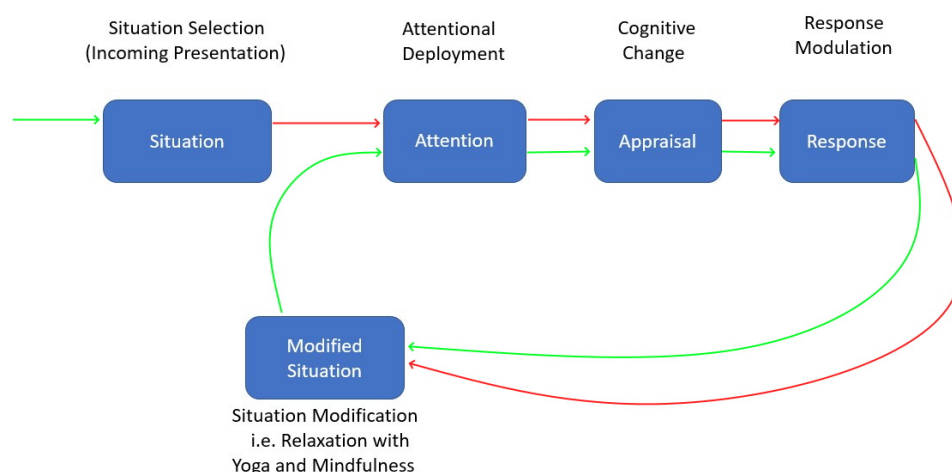 Situation Selection
(Incoming Presentation)
Attentional
Deployment
Cognitive
Change
Response
Modulation
Situation
Attention
Appraisal
Response
Modified
Situation
Situation Modification
i.e. Relaxation with
Yoga and Mindfulness